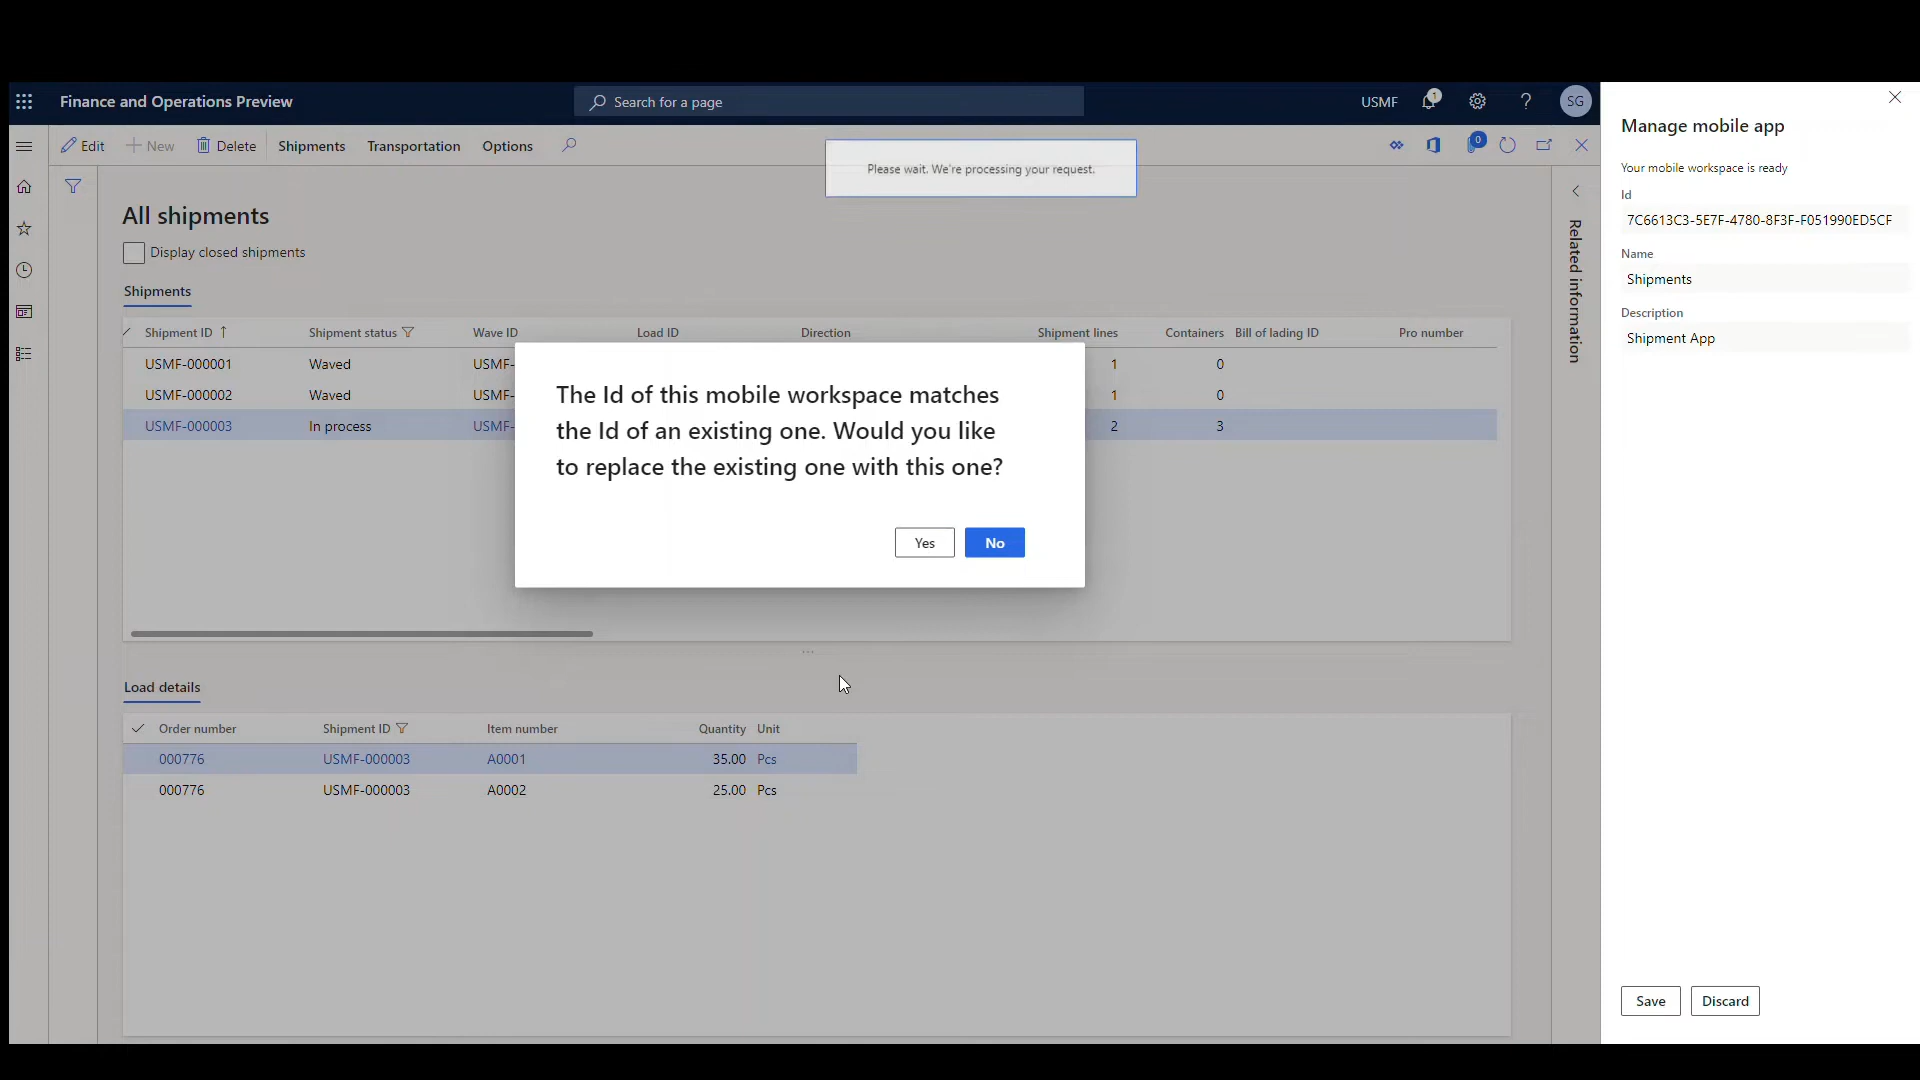 Finance and Operations Preview
Search for a page
USMF
1
?
SG
Edit
New
Delete
Shipments
Transportation
Options
0
Please wait. We're processing your request.
All shipments
Display closed shipments
Shipments
Shipment ID Shipment status Wave ID Load ID Direction Shipment lines Containers Bill of lading ID Pro number
USMF-000001 Waved USMF- 1 0
USMF-000002 Waved USMF- 1 0
USMF-000003 In process USMF- 2 3
The Id of this mobile workspace matches
the Id of an existing one. Would you like
to replace the existing one with this one?
Yes No
Load details
Order number Shipment ID Item number Quantity Unit
000776 USMF-000003 A0001 35.00 Pcs
000776 USMF-000003 A0002 25.00 Pcs
Related information
Manage mobile app
Your mobile workspace is ready
Id
7C6613C3-5E7F-4780-8F3F-F051990ED5CF
Name
Shipments
Description
Shipment App
Save Discard